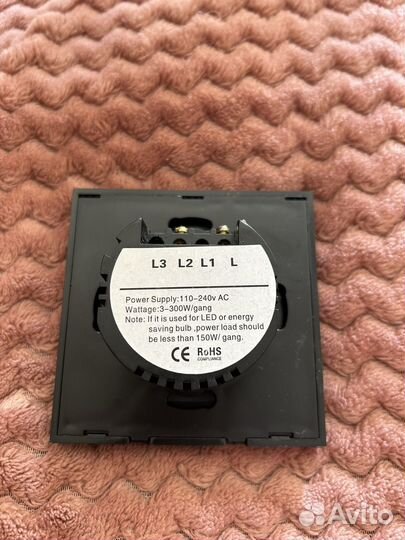 L3 L2 L1 L
Power Supply:110-240v AC
Wattage:3-300W/gang
Note: If it is used for LED or energy
saving bulb ,power load should
be less than 150W/ gang.
CE RoHS
COMPLIANCE
Avito